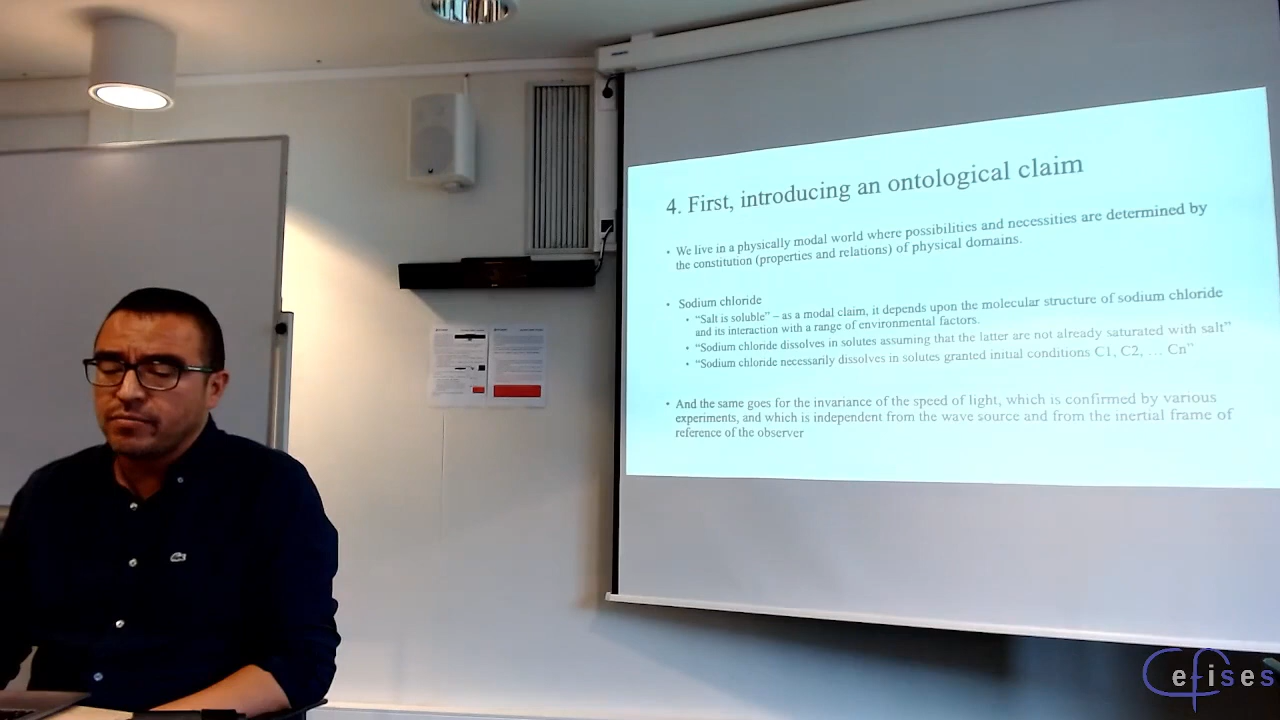 4. First, introducing an ontological claim
• We live in a physically modal world where possibilities and necessities are determined by
the constitution (properties and relations) of physical domains.
• Sodium chloride
• “Salt is soluble” – as a modal claim, it depends upon the molecular structure of sodium chloride
and its interaction with a range of environmental factors.
• “Sodium chloride dissolves in solutes assuming that the latter are not already saturated with salt”
• “Sodium chloride necessarily dissolves in solutes granted initial conditions C1, C2, … Cn”
• And the same goes for the invariance of the speed of light, which is confirmed by various
experiments, and which is independent from the wave source and from the inertial frame of
reference of the observer
Cefises